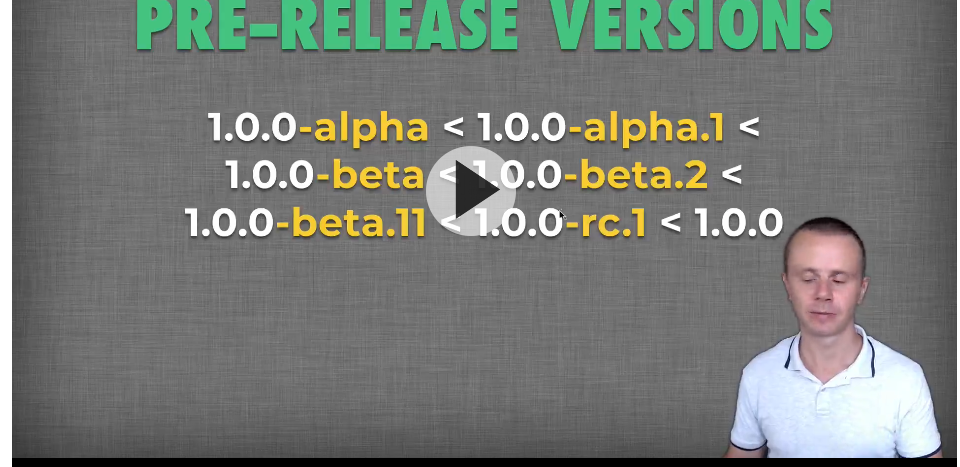 PRE-RELEASE VERSIONS
1.0.0-alpha < 1.0.0-alpha.1 <
1.0.0-beta < 1.0.0-beta.2 <
1.0.0-beta.11 < 1.0.0-rc.1 < 1.0.0